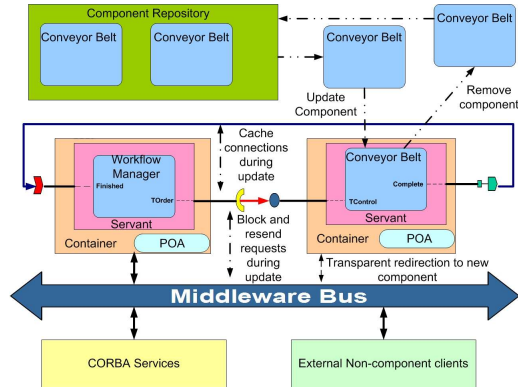 Component Repository
Conveyor
Belt
Conveyor Belt
Conveyor
Belt
Conveyor
Belt
Update
Component
Remove
component
Cache
connections
during
update
Workflow
Manager
Finished
TOrder
Servant
Container
POA
Conveyor Belt
Complete
TControl
Servant
Container
POA
Block and
resend
requests
during
update
Transparent redirection to new
component
Middleware Bus
CORBA Services
External Non-component clients